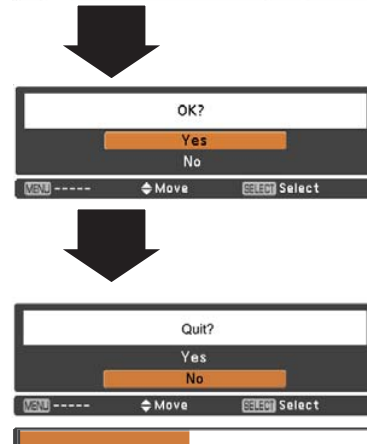 OK?
Yes
No
MENU ----- Move SELECT Select
Quit?
Yes
No
MENU ----- Move SELECT Select